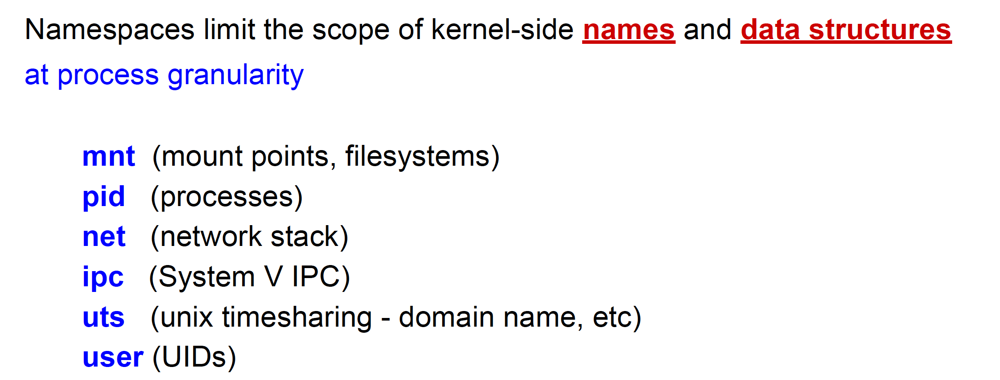 Namespaces limit the scope of kernel-side names and data structures
at process granularity
mnt (mount points, filesystems)
pid (processes)
net (network stack)
ipc (System V IPC)
uts (unix timesharing - domain name, etc)
user (UIDs)